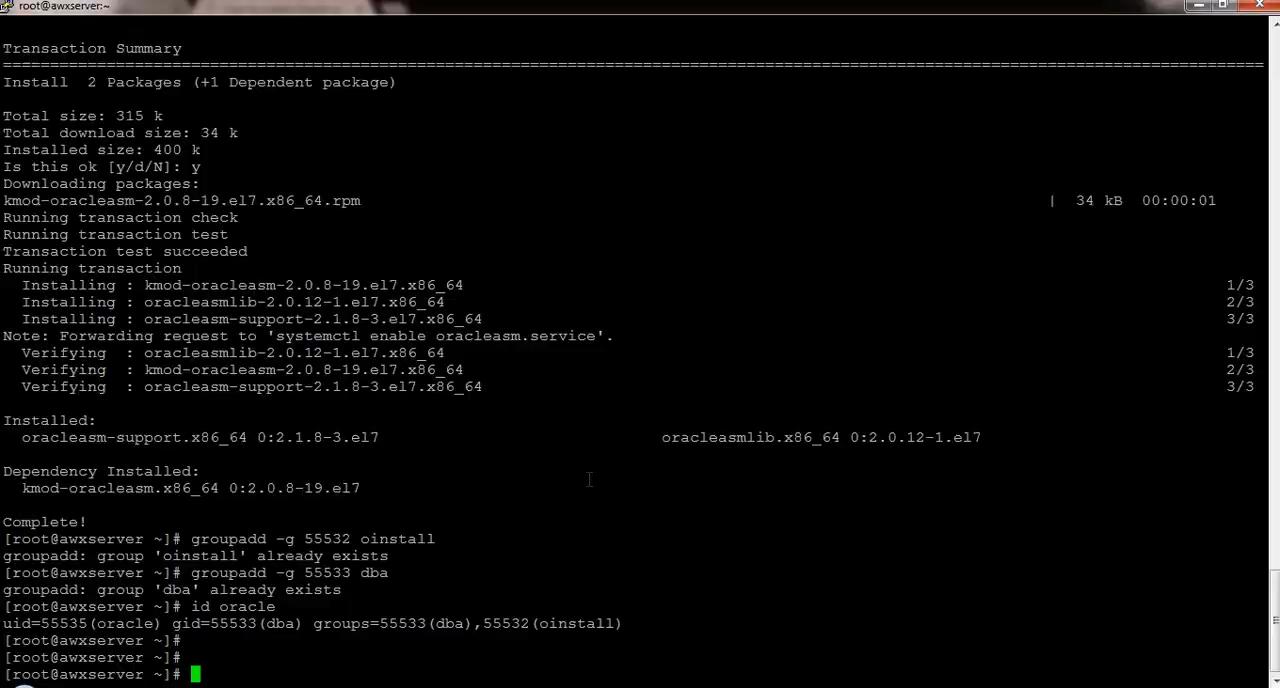 root@awxserver:~
Transaction Summary
================================================================================
Install  2 Packages (+1 Dependent package)
Total size: 315 k
Total download size: 34 k
Installed size: 400 k
Is this ok [y/d/N]: y
Downloading packages:
kmod-oracleasm-2.0.8-19.el7.x86_64.rpm | 34 kB 00:00:01
Running transaction check
Running transaction test
Transaction test succeeded
Running transaction
Installing : kmod-oracleasm-2.0.8-19.el7.x86_64 1/3
Installing : oracleasmlib-2.0.12-1.el7.x86_64 2/3
Installing : oracleasm-support-2.1.8-3.el7.x86_64 3/3
Note: Forwarding request to 'systemctl enable oracleasm.service'.
Verifying : oracleasmlib-2.0.12-1.el7.x86_64 1/3
Verifying : kmod-oracleasm-2.0.8-19.el7.x86_64 2/3
Verifying : oracleasm-support-2.1.8-3.el7.x86_64 3/3
Installed:
oracleasm-support.x86_64 0:2.1.8-3.el7 oracleasmlib.x86_64 0:2.0.12-1.el7
Dependency Installed:
kmod-oracleasm.x86_64 0:2.0.8-19.el7
Complete!
[root@awxserver ~]# groupadd -g 55532 oinstall
groupadd: group 'oinstall' already exists
[root@awxserver ~]# groupadd -g 55533 dba
groupadd: group 'dba' already exists
[root@awxserver ~]# id oracle
uid=55535(oracle) gid=55533(dba) groups=55533(dba),55532(oinstall)
[root@awxserver ~]#
[root@awxserver ~]#
[root@awxserver ~]#